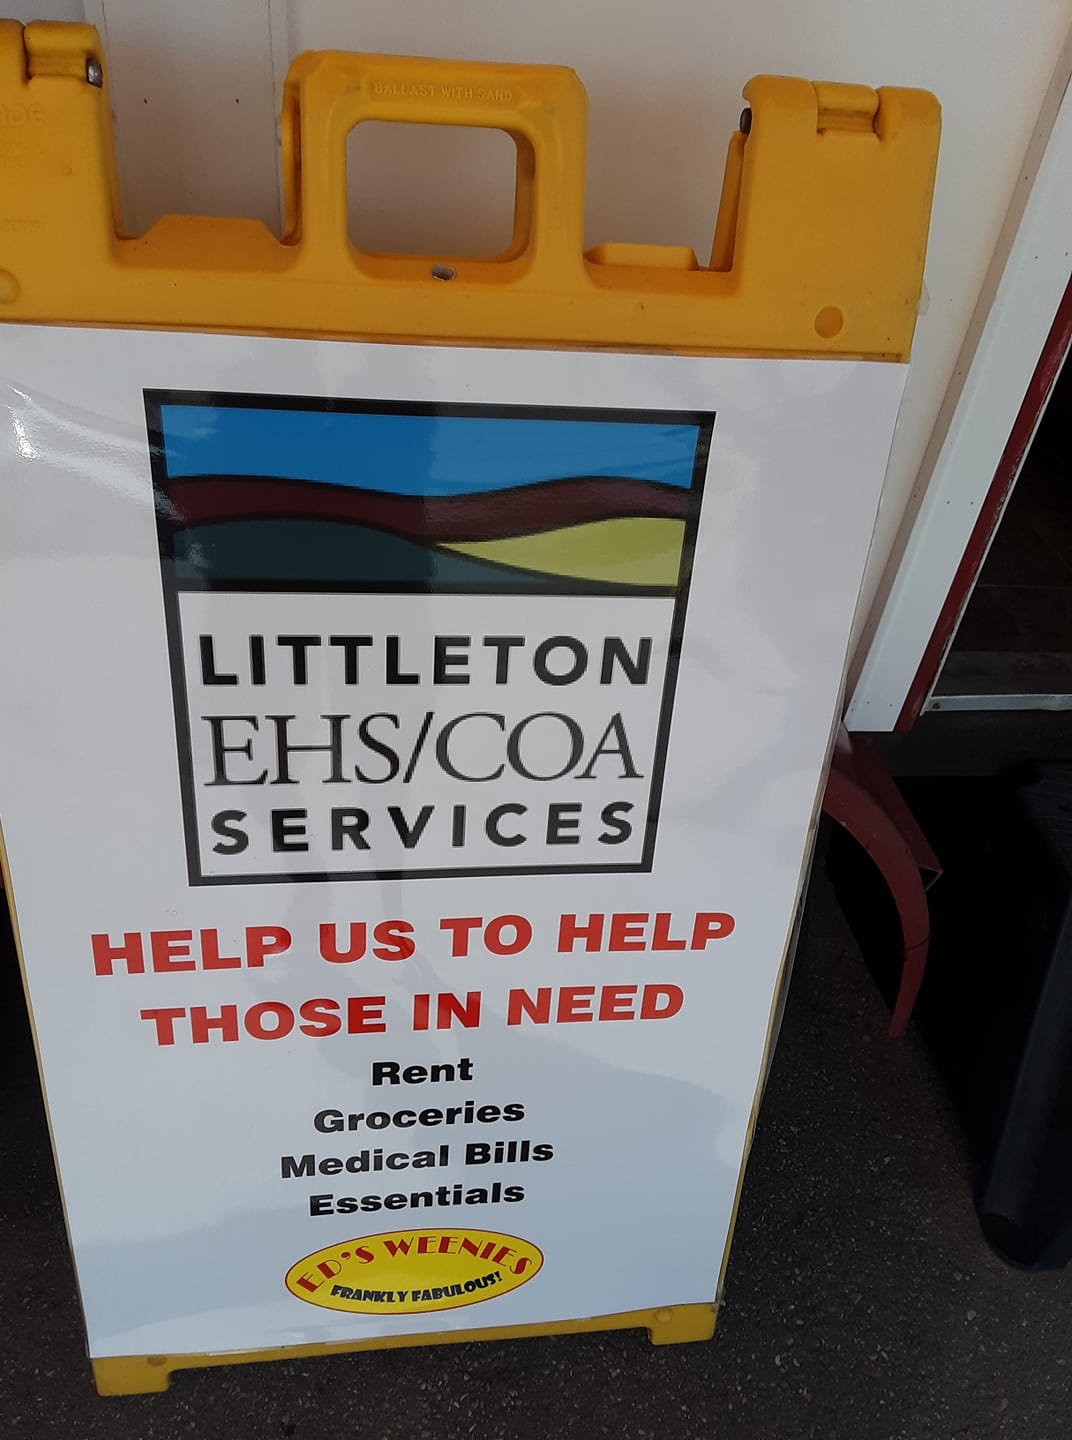 BALLAST WITH SAND
LITTLETON
EHS/COA
SERVICES
HELP US TO HELP
THOSE IN NEED
Rent
Groceries
Medical Bills
Essentials
ED'S WEENIES
FRANKLY FABULOUS!